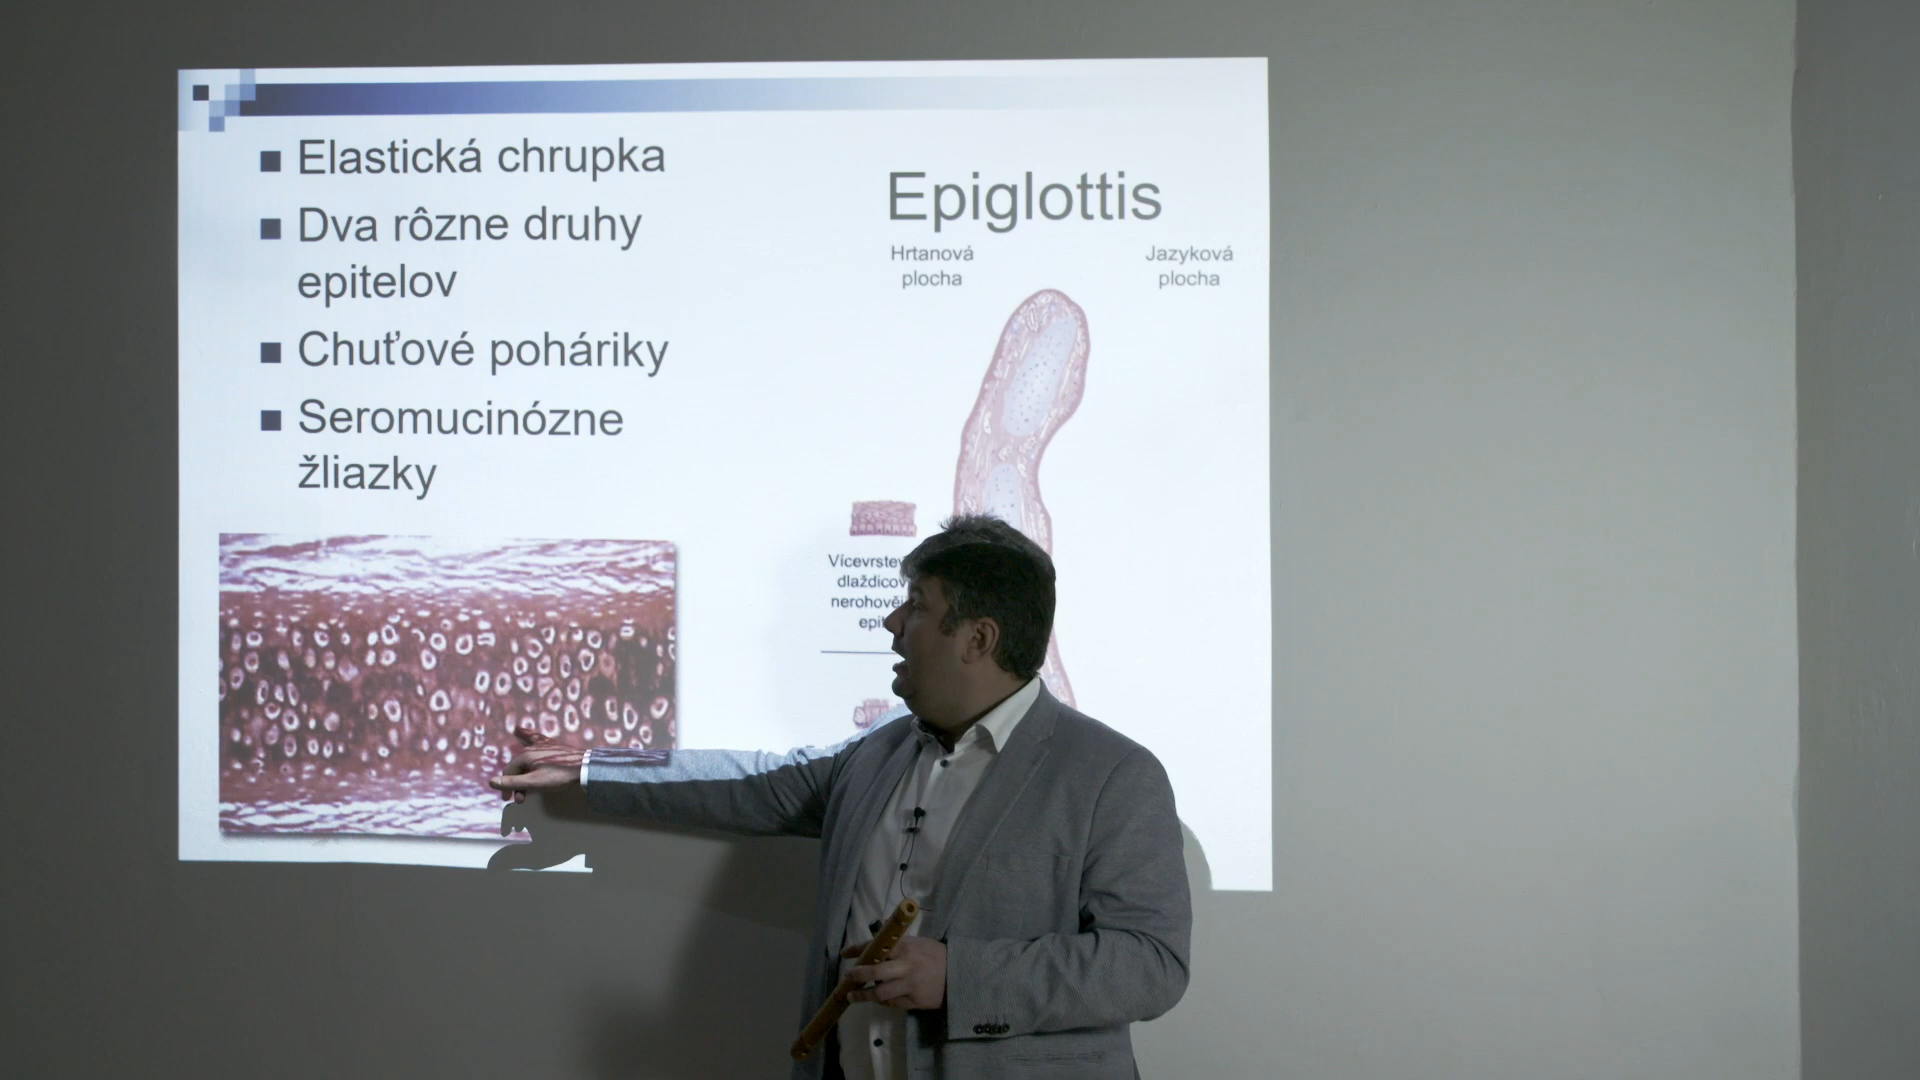 Elastická chrupka
Dva rôzne druhy
epitelov
Chuťové poháriky
Seromucinózne
žliazky
Epiglottis
Hrtanová
plocha
Jazyková
plocha